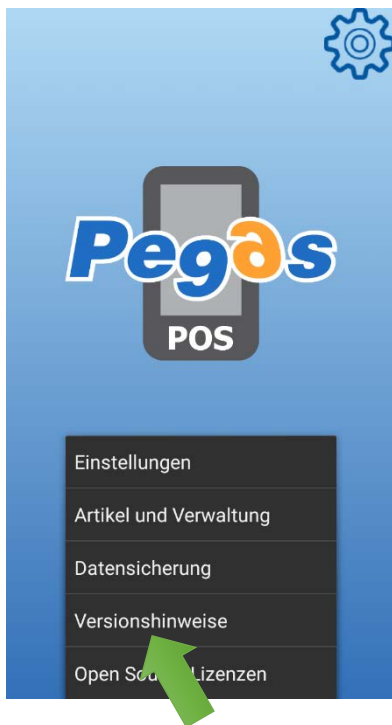 Pegas
POS
Einstellungen
Artikel und Verwaltung
Datensicherung
Versionshinweise
Open Lizenzen